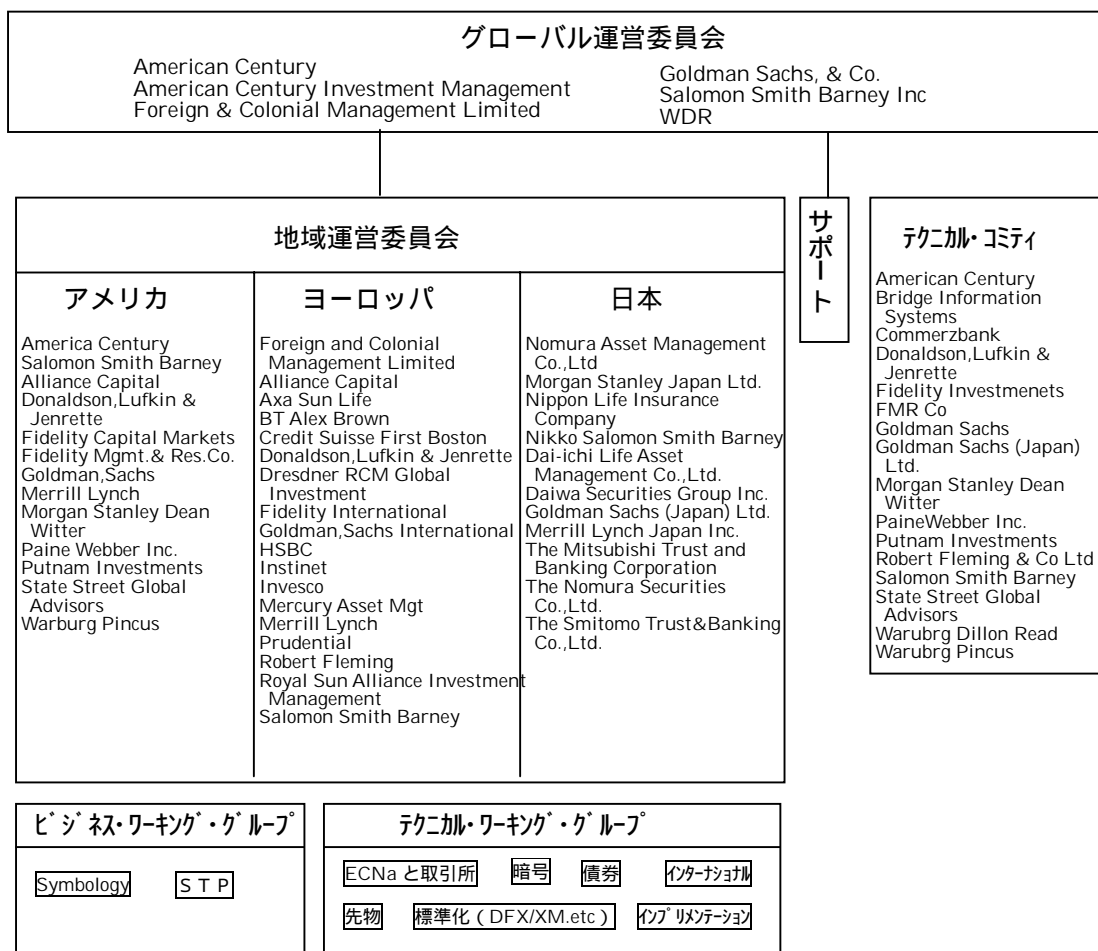 グローバル運営委員会
American Century
American Century Investment Management
Foreign & Colonial Management Limited
Goldman Sachs, & Co.
Salomon Smith Barney Inc
WDR
地域運営委員会
アメリカ
America Century
Salomon Smith Barney
Alliance Capital
Donaldson,Lufkin &
Jenrette
Fidelity Capital Markets
Fidelity Mgmt.& Res.Co.
Goldman,Sachs
Merrill Lynch
Morgan Stanley Dean
Witter
Paine Webber Inc.
Putnam Investments
State Street Global
Advisors
Warburg Pincus
ヨーロッパ
Foreign and Colonial
Management Limited
Alliance Capital
Axa Sun Life
BT Alex Brown
Credit Suisse First Boston
Donaldson,Lufkin & Jenrette
Dresdner RCM Global
Investment
Fidelity International
Goldman,Sachs International
HSBC
Instinet
Invesco
Mercury Asset Mgt
Merrill Lynch
Prudential
Robert Fleming
Royal Sun Alliance Investment
Management
Salomon Smith Barney
日本
Nomura Asset Management
Co.,Ltd
Morgan Stanley Japan Ltd.
Nippon Life Insurance
Company
Nikko Salomon Smith Barney
Dai-ichi Life Asset
Management Co.,Ltd.
Daiwa Securities Group Inc.
Goldman Sachs (Japan) Ltd.
Merrill Lynch Japan Inc.
The Mitsubishi Trust and
Banking Corporation
The Nomura Securities
Co.,Ltd.
The Smitomo Trust&Banking
Co.,Ltd.
サポート
ﾃｸﾆｶﾙ･ｺﾐﾃｨ
American Century
Bridge Information
Systems
Commerzbank
Donaldson,Lufkin &
Jenrette
Fidelity Investmenets
FMR Co
Goldman Sachs
Goldman Sachs (Japan)
Ltd.
Morgan Stanley Dean
Witter
PaineWebber Inc.
Putnam Investments
Robert Fleming & Co Ltd
Salomon Smith Barney
State Street Global
Advisors
Warubrg Dillon Read
Warubrg Pincus
ﾋﾞｼﾞﾈｽ･ﾜｰｷﾝｸﾞ･ｸﾞﾙｰﾌﾟ
Symbology
ＳＴＰ
ﾃｸﾆｶﾙ･ﾜｰｷﾝｸﾞ･ｸﾞﾙｰﾌﾟ
ECNa と取引所
暗号
債券
ｲﾝﾀｰﾅｼｮﾅﾙ
先物
標準化（DFX/XM.etc）
ｲﾝﾌﾟﾘﾒﾝﾃｰｼｮﾝ